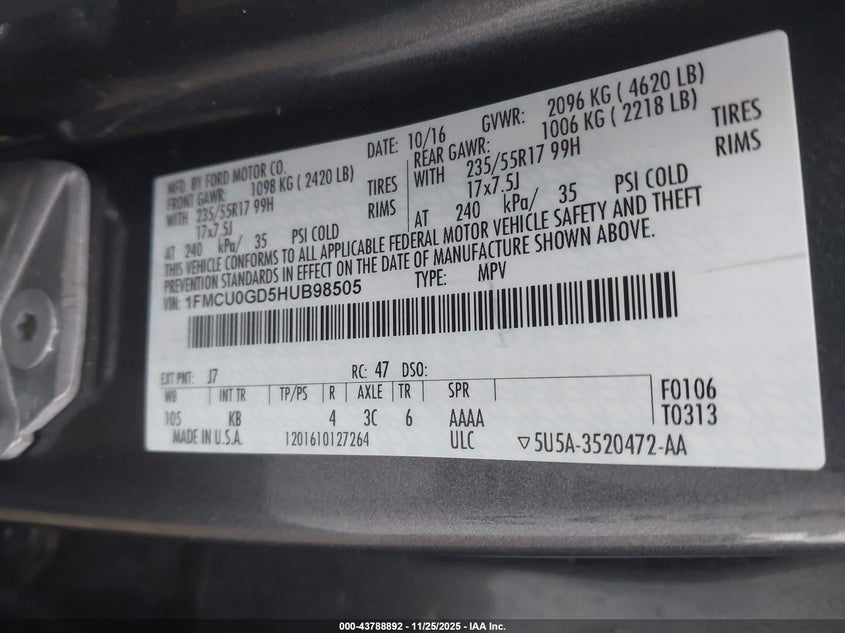 MFD. BY FORD MOTOR CO. DATE: 10/16 GVWR: 2096 KG ( 4620 LB)
FRONT GAWR: 1098 KG ( 2420 LB) REAR GAWR: 1006 KG ( 2218 LB)
WITH 235/55R17 99H TIRES WITH 235/55R17 99H TIRES
17x7.5J RIMS 17x7.5J RIMS
AT 240 kPa/ 35 PSI COLD AT 240 kPa/ 35 PSI COLD
THIS VEHICLE CONFORMS TO ALL APPLICABLE FEDERAL MOTOR VEHICLE SAFETY AND THEFT
PREVENTION STANDARDS IN EFFECT ON THE DATE OF MANUFACTURE SHOWN ABOVE.
VIN: 1FMCU0GD5HUB98505 TYPE: MPV
EXT PNT: J7 RC: 47 DSO:
WB INT TR TP/PS R AXLE TR SPR F0106
105 KB 4 3C 6 AAAA T0313
MADE IN U.S.A. 1201610127264 ULC ▽5U5A-3520472-AA
000-43788892 - 11/25/2025 - IAA Inc.